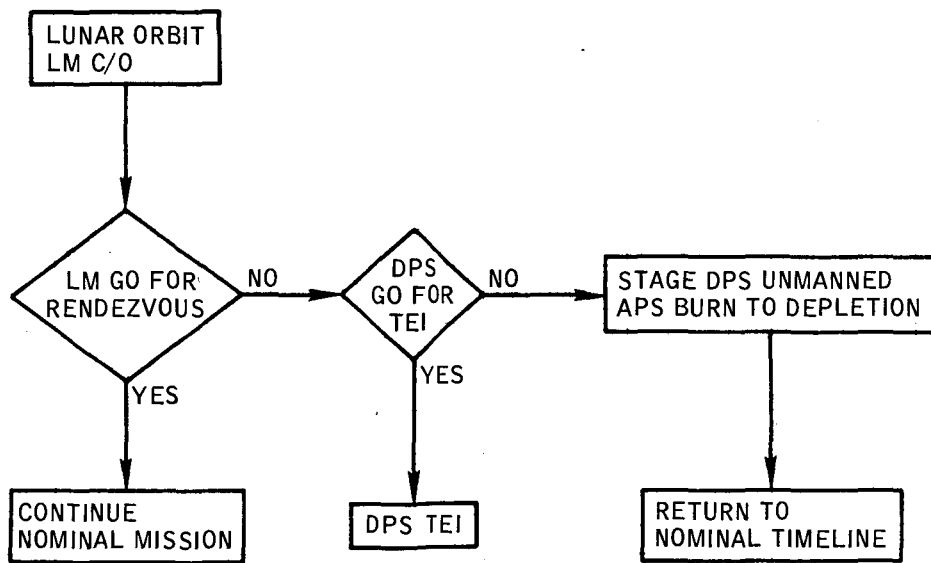 LUNAR ORBIT
LM C/O
LM GO FOR
RENDEZVOUS
NO
DPS
GO FOR
TEI
NO
STAGE DPS UNMANNED
APS BURN TO DEPLETION
YES
YES
CONTINUE
NOMINAL MISSION
DPS TEI
RETURN TO
NOMINAL TIMELINE